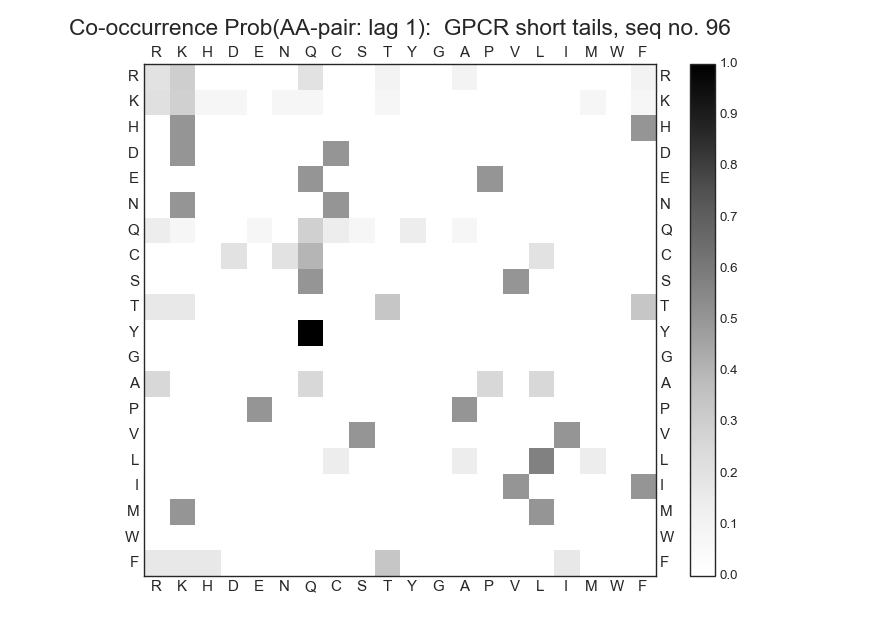 Co-occurrence Prob(AA-pair: lag 1):  GPCR short tails, seq no. 96
R K H D E N Q C S T Y G A P V L I M W F
R R 1.0
K K 0.9
H H
D D 0.8
E E
N N 0.7
Q Q
C C 0.6
S S
T T 0.5
Y Y
G G 0.4
A A
P P 0.3
V V
L L 0.2
I I
M M 0.1
W W
F F 0.0
R K H D E N Q C S T Y G A P V L I M W F